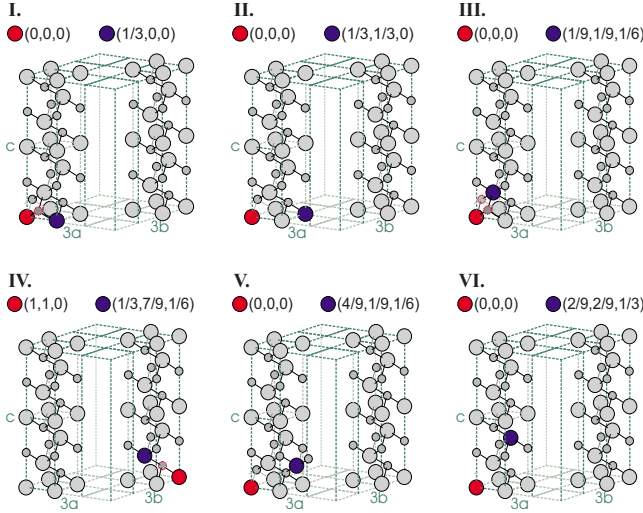 I. II. III.
(0,0,0) (1/3,0,0) (0,0,0) (1/3,1/3,0) (0,0,0) (1/9,1/9,1/6)
c c c
3a 3b 3a 3b 3a 3b
IV. V. VI.
(1,1,0) (1/3,7/9,1/6) (0,0,0) (4/9,1/9,1/6) (0,0,0) (2/9,2/9,1/3)
c c c
3a 3b 3a 3b 3a 3b